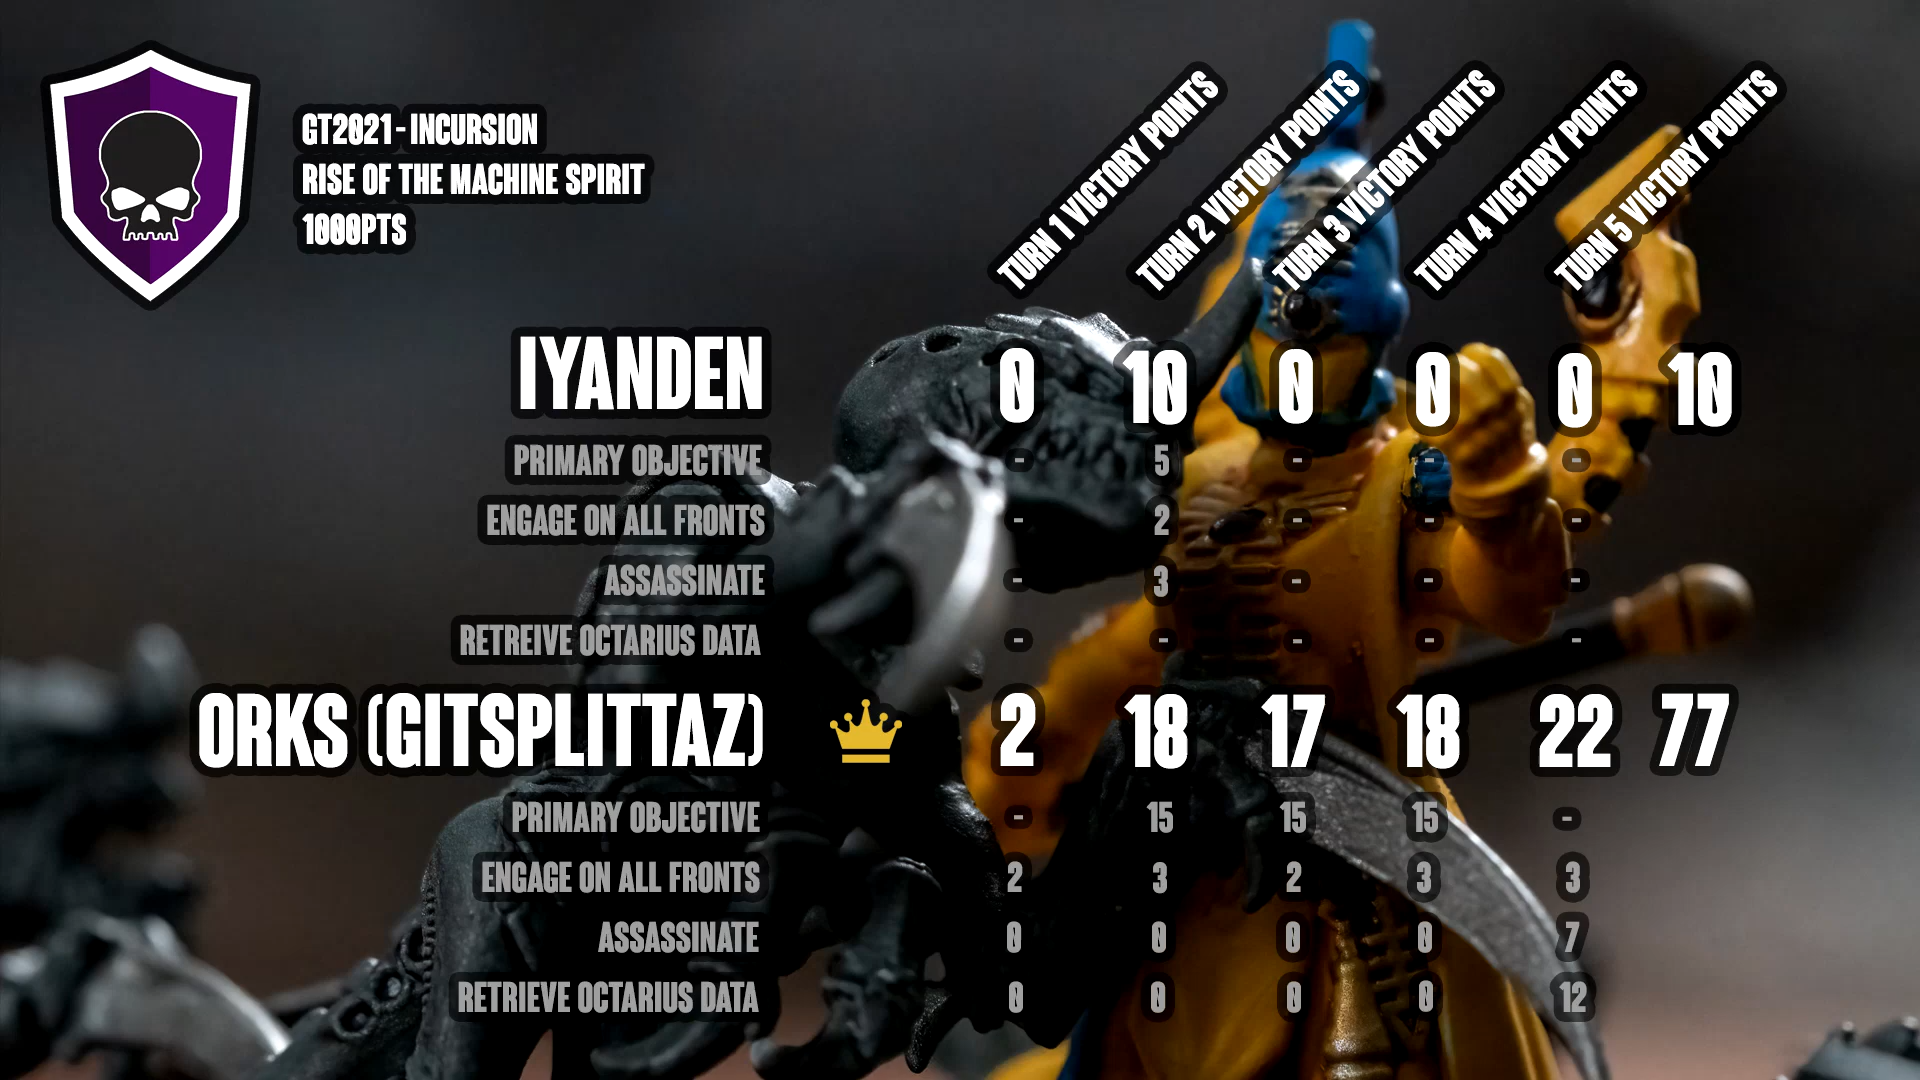 GT2021 - INCURSION
RISE OF THE MACHINE SPIRIT
1000PTS
TURN 1 VICTORY POINTS
TURN 2 VICTORY POINTS
TURN 3 VICTORY POINTS
TURN 4 VICTORY POINTS
TURN 5 VICTORY POINTS
IYANDEN 0 10 0 0 0 10
PRIMARY OBJECTIVE - 5 - - -
ENGAGE ON ALL FRONTS - 2 - - -
ASSASSINATE - 3 - - -
RETREIVE OCTARIUS DATA - - - - -
ORKS (GITSPLITTAZ) 2 18 17 18 22 77
PRIMARY OBJECTIVE - 15 15 15 -
ENGAGE ON ALL FRONTS 2 3 2 3 3
ASSASSINATE 0 0 0 0 7
RETRIEVE OCTARIUS DATA 0 0 0 0 12